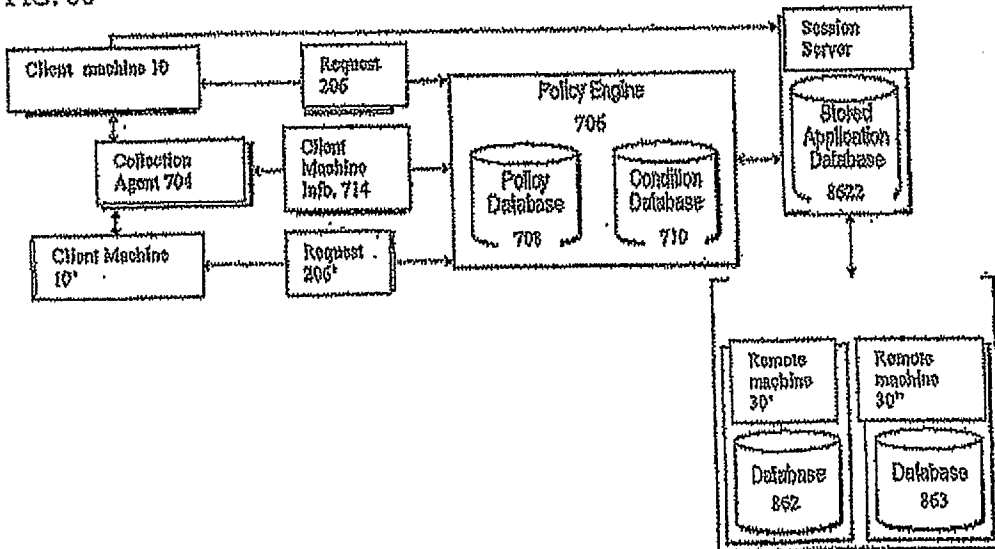 Session
Server
Client machine 10
Request
206
Policy Engine
706
Stored
Application
Database
8622
Collection
Agent 704
Client
Machine
Info. 714
Policy
Database
708
Condition
Database
710
Client Machine
10'
Request
206'
Remote
machine
30'
Remote
machine
30"
Database
862
Database
863